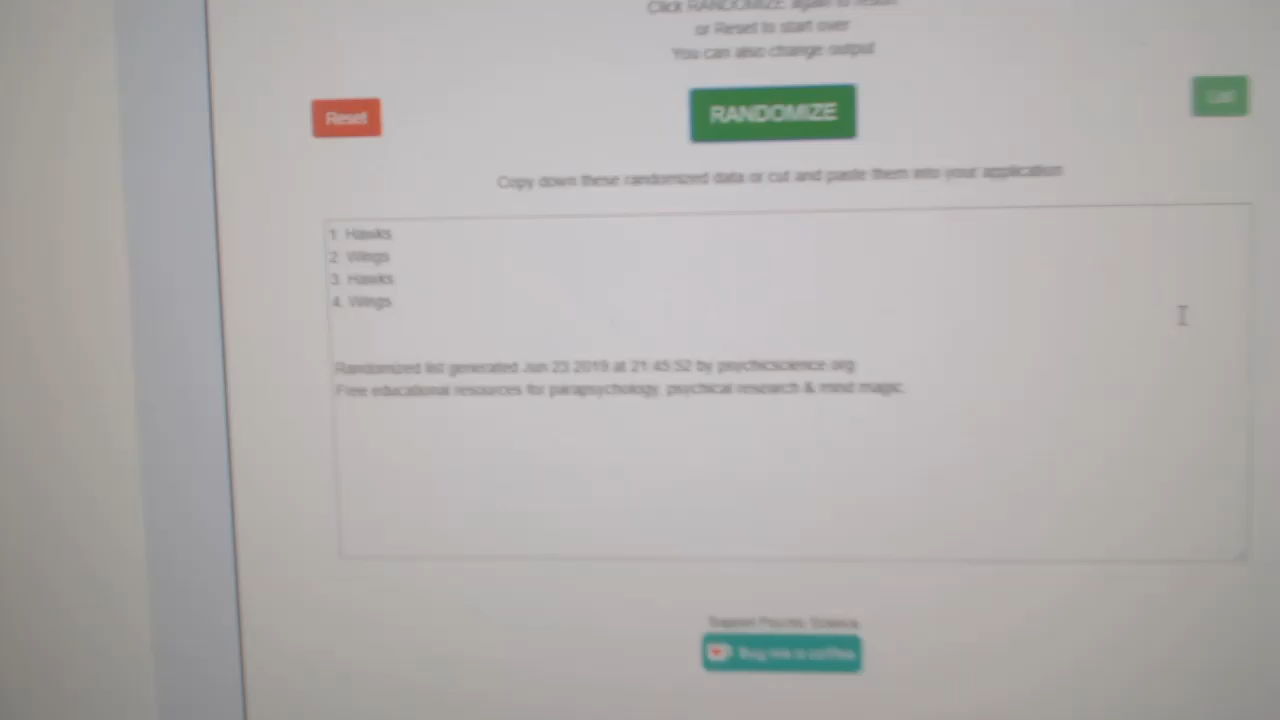 Click RANDOMIZE again to
or Reset to start over
You can also change output
Reset
RANDOMIZE
List
Copy down these randomized data or cut and paste them into your application
1. Hawks
2. Wings
3. Hawks
4. Wings
Randomized list generated Jun 23 2019 at 21:45:52 by psychicscience.org
Free educational resources for parapsychology, psychical research & mind magic.
Support Psychic Science
Buy me a coffee